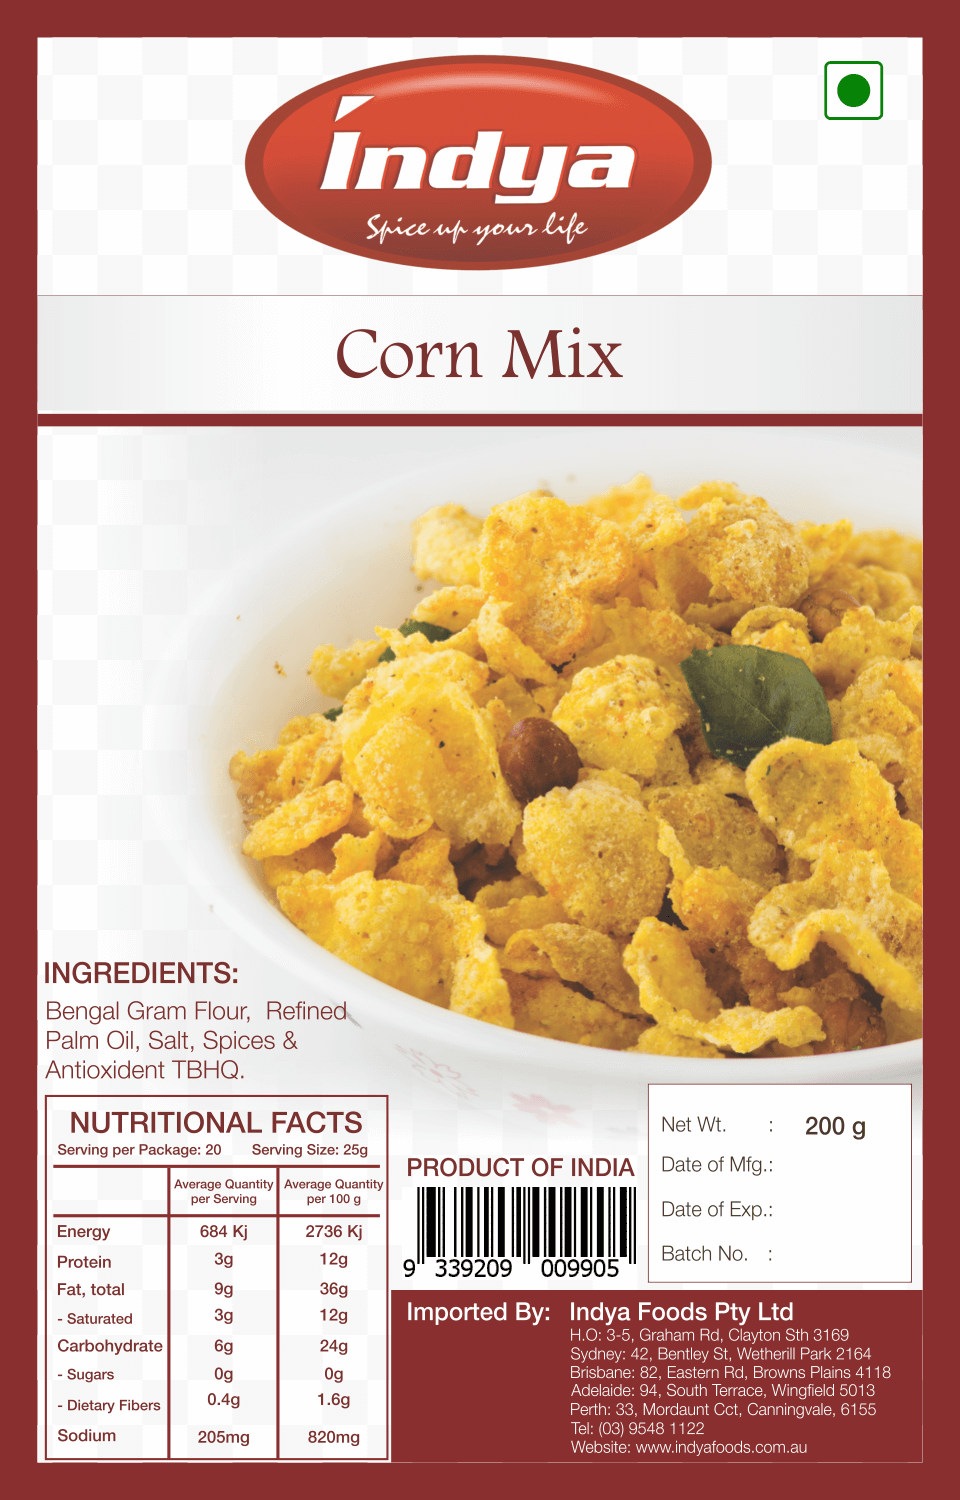 Indya
Spice up your life
Corn Mix
INGREDIENTS:
Bengal Gram Flour, Refined
Palm Oil, Salt, Spices &
Antioxident TBHQ.
NUTRITIONAL FACTS
Serving per Package: 20 Serving Size: 25g
Average Quantity per Serving Average Quantity per 100 g
Energy 684 Kj 2736 Kj
Protein 3g 12g
Fat, total 9g 36g
- Saturated 3g 12g
Carbohydrate 6g 24g
- Sugars 0g 0g
- Dietary Fibers 0.4g 1.6g
Sodium 205mg 820mg
PRODUCT OF INDIA
9 339209 009905
Net Wt. : 200 g
Date of Mfg.:
Date of Exp.:
Batch No. :
Imported By: Indya Foods Pty Ltd
H.O: 3-5, Graham Rd, Clayton Sth 3169
Sydney: 42, Bentley St, Wetherill Park 2164
Brisbane: 82, Eastern Rd, Browns Plains 4118
Adelaide: 94, South Terrace, Wingfield 5013
Perth: 33, Mordaunt Cct, Canningvale, 6155
Tel: (03) 9548 1122
Website: www.indyafoods.com.au